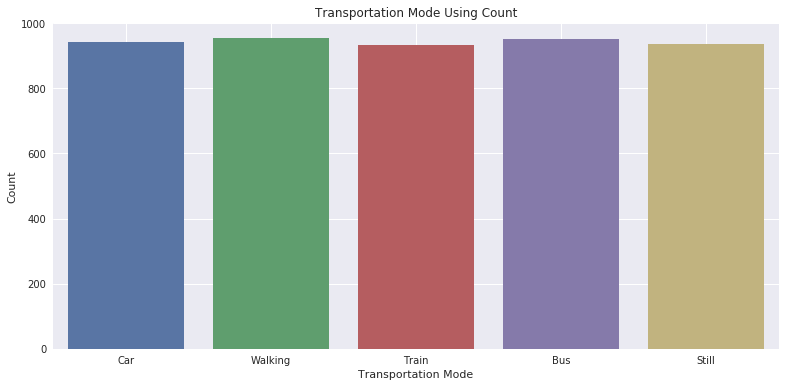 Transportation Mode Using Count
1000
800
600
400
200
0
Count
Car Walking Train Bus Still
Transportation Mode